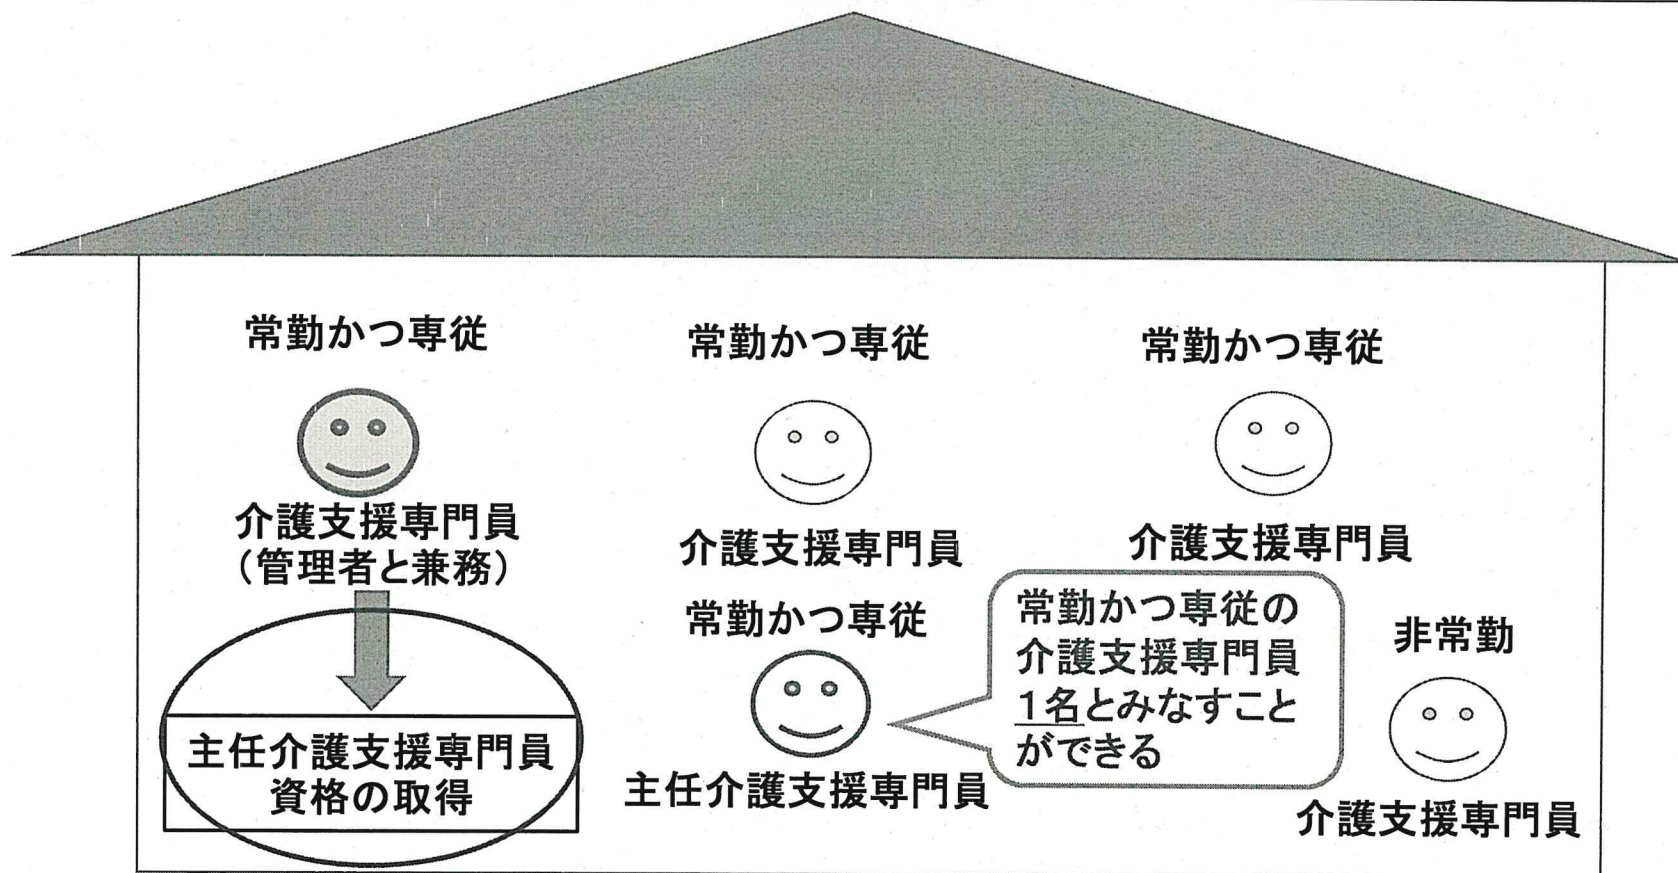 常勤かつ専従
介護支援専門員
（管理者と兼務）
主任介護支援専門員
資格の取得
常勤かつ専従
介護支援専門員
常勤かつ専従
介護支援専門員
常勤かつ専従
主任介護支援専門員
常勤かつ専従の
介護支援専門員
１名とみなすこと
ができる
非常勤
介護支援専門員